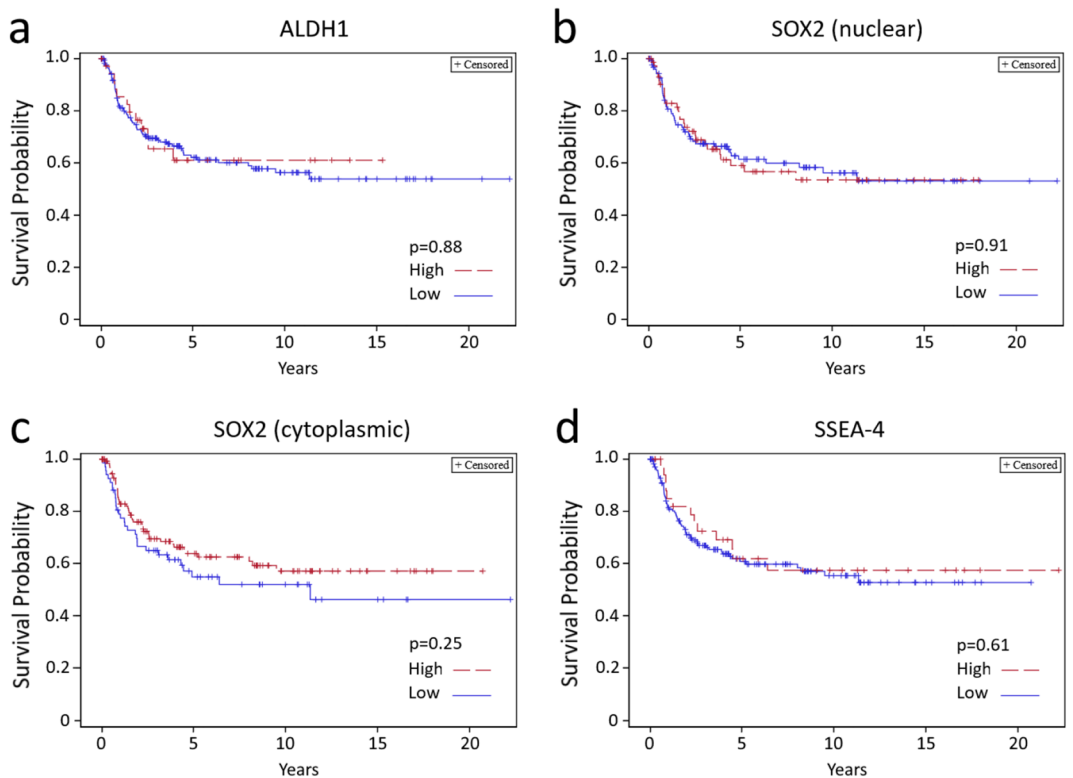 a
ALDH1
Survival Probability
1.0
0.8
0.6
0.4
0.2
0
+ Censored
p=0.88
High
Low
0 5 10 15 20
Years
b
SOX2 (nuclear)
Survival Probability
1.0
0.8
0.6
0.4
0.2
0
+ Censored
p=0.91
High
Low
0 5 10 15 20
Years
c
SOX2 (cytoplasmic)
Survival Probability
1.0
0.8
0.6
0.4
0.2
0
+ Censored
p=0.25
High
Low
0 5 10 15 20
Years
d
SSEA-4
Survival Probability
1.0
0.8
0.6
0.4
0.2
0
+ Censored
p=0.61
High
Low
0 5 10 15 20
Years